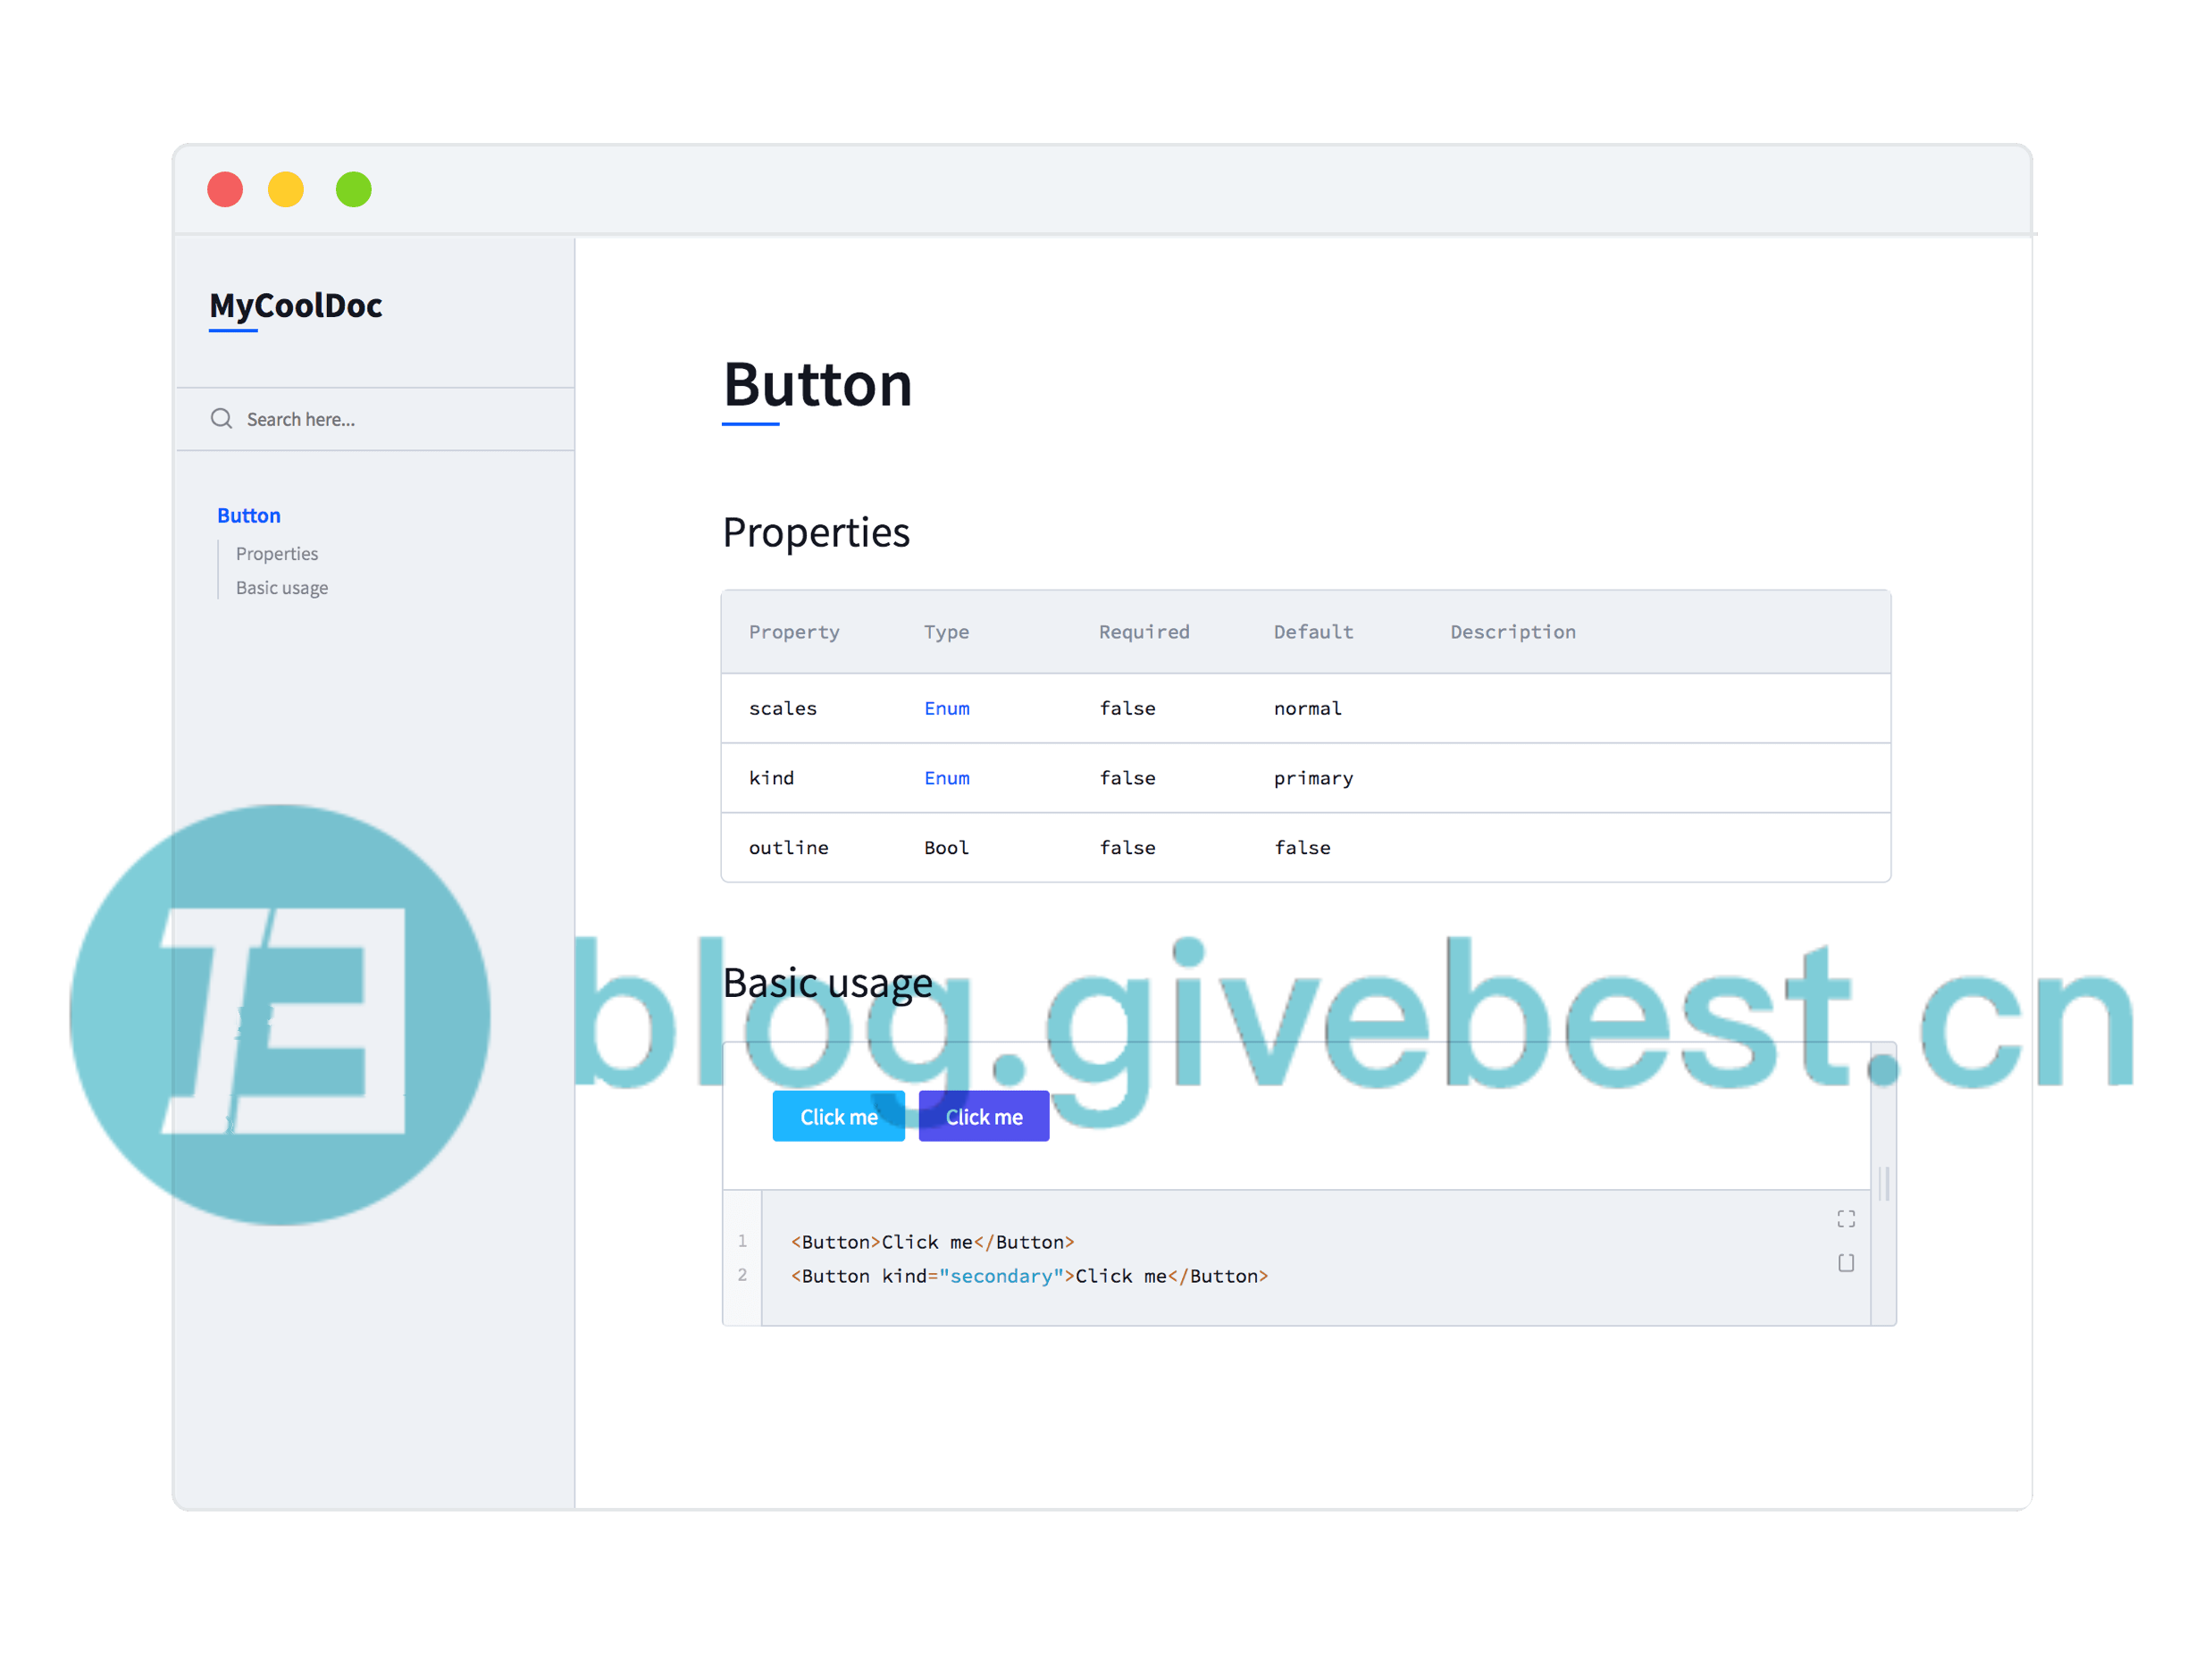 MyCoolDoc
Search here...
Button
Properties
Basic usage
Button
Properties
Property Type Required Default Description
scales Enum false normal
kind Enum false primary
outline Bool false false
Basic usage
blog.givebest.cn
Click me Click me
1 <Button>Click me</Button>
2 <Button kind="secondary">Click me</Button>